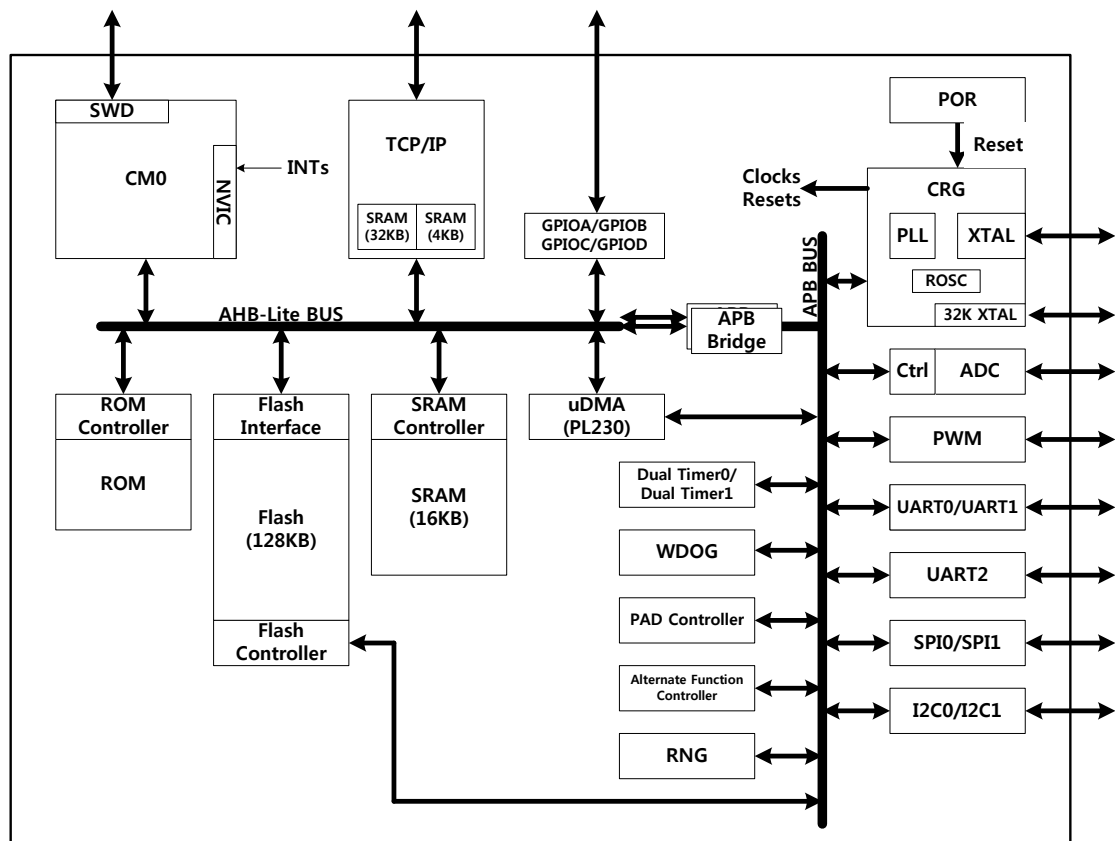 SWD
CM0
NVIC
INTs
TCP/IP
SRAM
(32KB)
SRAM
(4KB)
GPIOA/GPIOB
GPIOC/GPIOD
POR
Reset
Clocks
Resets
CRG
PLL
XTAL
ROSC
32K XTAL
APB BUS
AHB-Lite BUS
APB
Bridge
ROM
Controller
ROM
Flash
Interface
Flash
(128KB)
Flash
Controller
SRAM
Controller
SRAM
(16KB)
uDMA
(PL230)
Dual Timer0/
Dual Timer1
WDOG
PAD Controller
Alternate Function
Controller
RNG
Ctrl
ADC
PWM
UART0/UART1
UART2
SPI0/SPI1
I2C0/I2C1